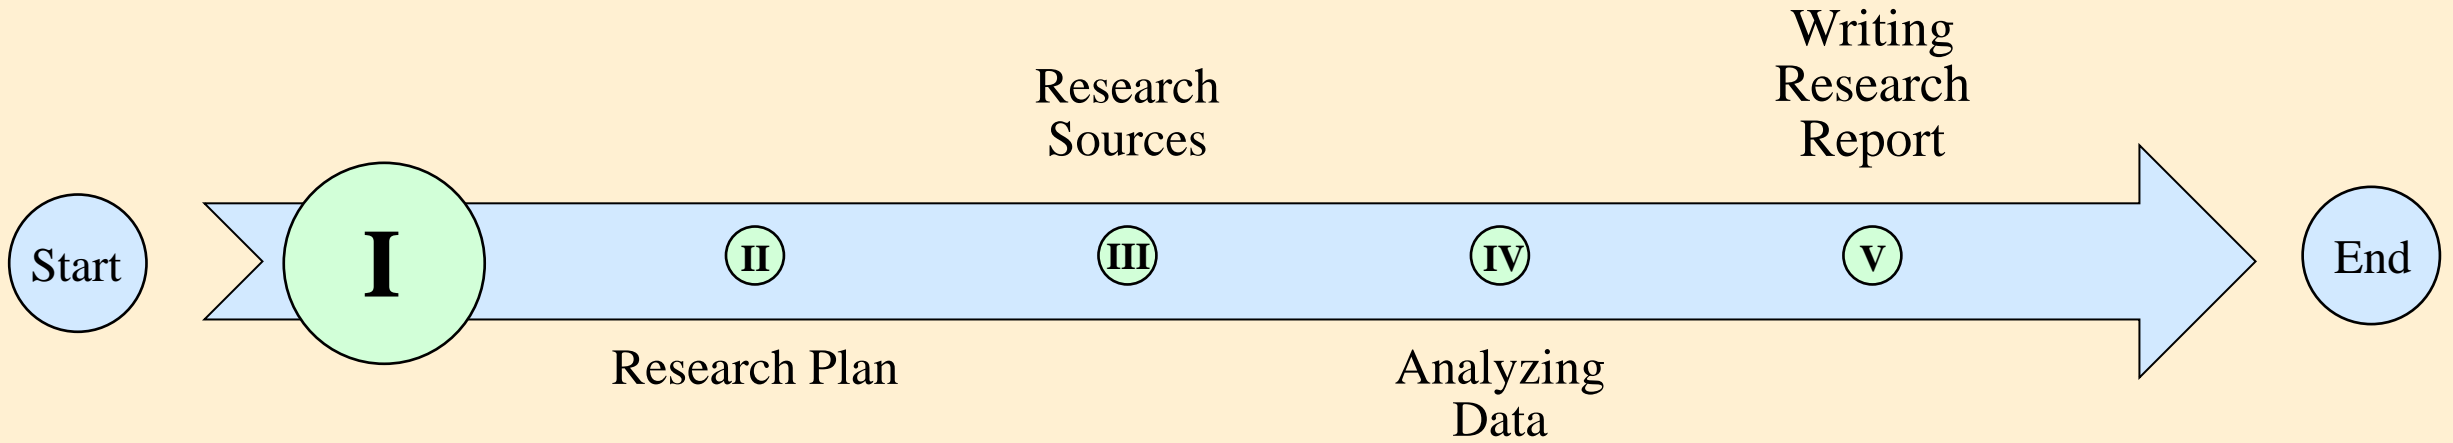 Start
I
II
Research Plan
III
Research
Sources
IV
Analyzing
Data
V
Writing
Research
Report
End